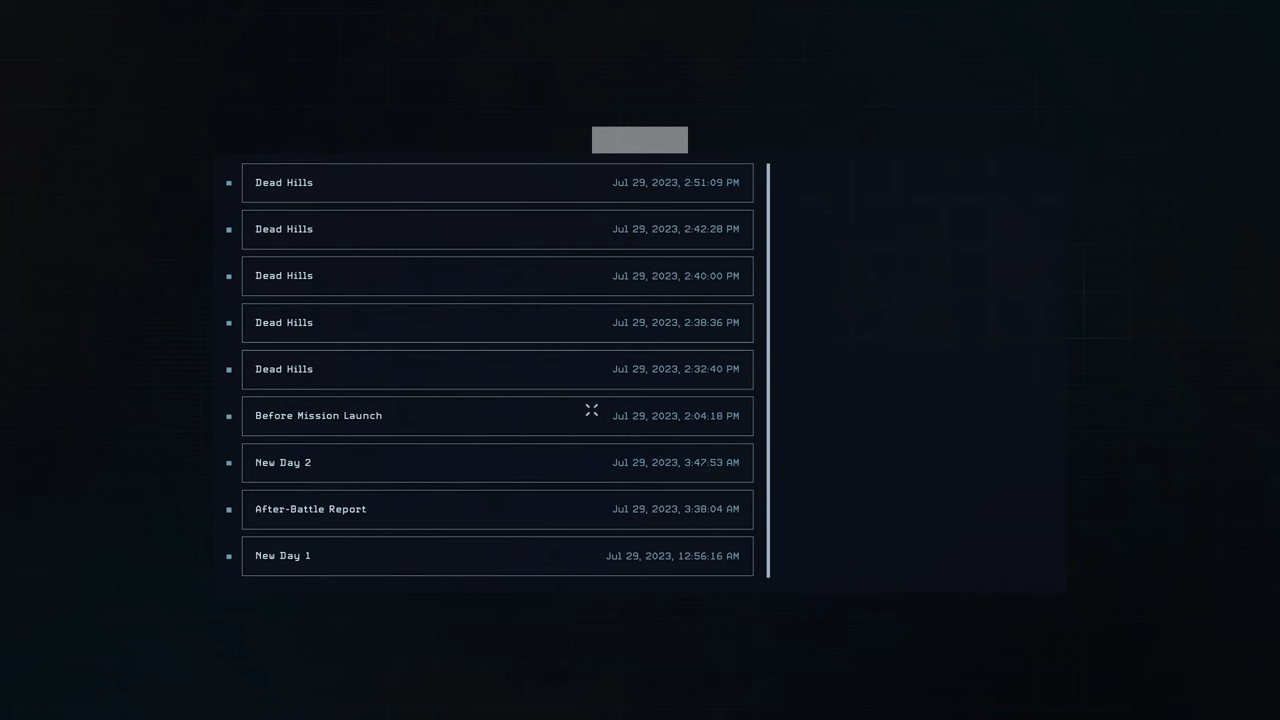 Dead Hills Jul 29, 2023, 2:51:09 PM
Dead Hills Jul 29, 2023, 2:42:28 PM
Dead Hills Jul 29, 2023, 2:40:00 PM
Dead Hills Jul 29, 2023, 2:38:36 PM
Dead Hills Jul 29, 2023, 2:32:40 PM
Before Mission Launch Jul 29, 2023, 2:04:18 PM
New Day 2 Jul 29, 2023, 3:47:53 AM
After-Battle Report Jul 29, 2023, 3:38:04 AM
New Day 1 Jul 29, 2023, 12:56:16 AM